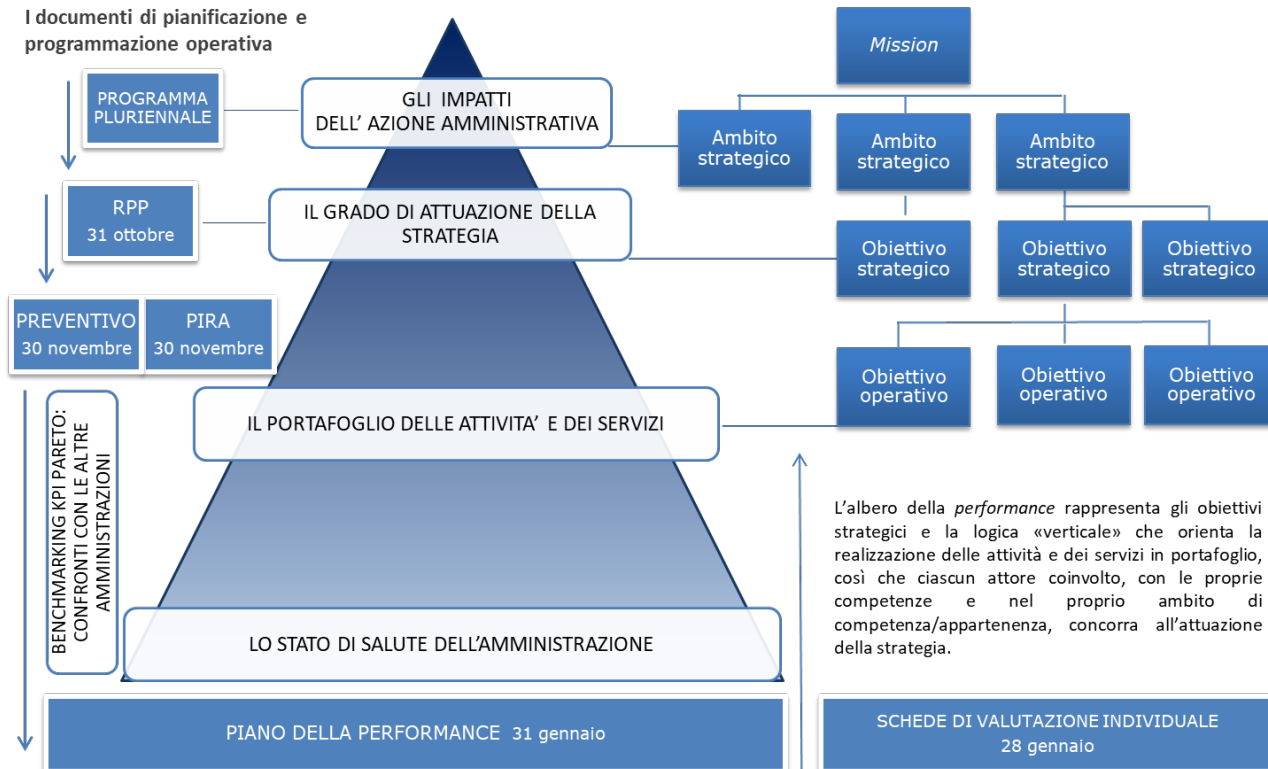 I documenti di pianificazione e
programmazione operativa
PROGRAMMA
PLURIENNALE
GLI IMPATTI
DELL’ AZIONE AMMINISTRATIVA
Mission
Ambito
strategico
Ambito
strategico
Ambito
strategico
RPP
31 ottobre
IL GRADO DI ATTUAZIONE DELLA
STRATEGIA
Obiettivo
strategico
Obiettivo
strategico
Obiettivo
strategico
PREVENTIVO
30 novembre
PIRA
30 novembre
Obiettivo
operativo
Obiettivo
operativo
Obiettivo
operativo
IL PORTAFOGLIO DELLE ATTIVITA’ E DEI SERVIZI
BENCHMARKING KPI PARETO:
CONFRONTI CON LE ALTRE
AMMINISTRAZIONI
L’albero della performance rappresenta gli obiettivi
strategici e la logica «verticale» che orienta la
realizzazione delle attività e dei servizi in portafoglio,
così che ciascun attore coinvolto, con le proprie
competenze e nel proprio ambito di
competenza/appartenenza, concorra all’attuazione
della strategia.
LO STATO DI SALUTE DELL’AMMINISTRAZIONE
PIANO DELLA PERFORMANCE 31 gennaio
SCHEDE DI VALUTAZIONE INDIVIDUALE
28 gennaio